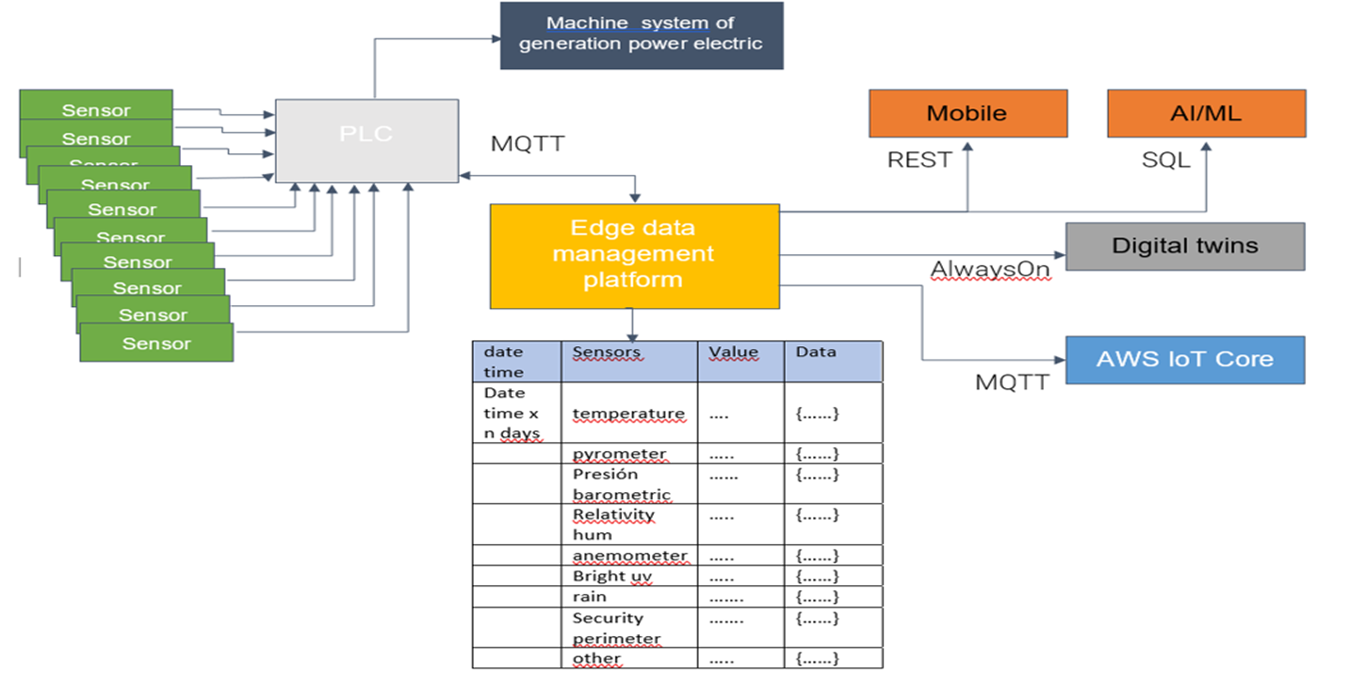 Machine system of
generation power electric
Sensor
Sensor
Sensor
Sensor
Sensor
Sensor
Sensor
Sensor
Sensor
Sensor
PLC
MQTT
Mobile
AI/ML
REST
SQL
Edge data
management
platform
Digital twins
AlwaysOn
AWS IoT Core
MQTT
date
time
Sensors
Value
Data
Date
time x
n days
temperature
....
{......}
pyrometer
.....
{......}
Presión
barometric
......
{......}
Relativity
hum
.....
{......}
anemometer
.....
{......}
Bright uv
.....
{......}
rain
.......
{......}
Security
perimeter
.......
{......}
other
.....
{......}